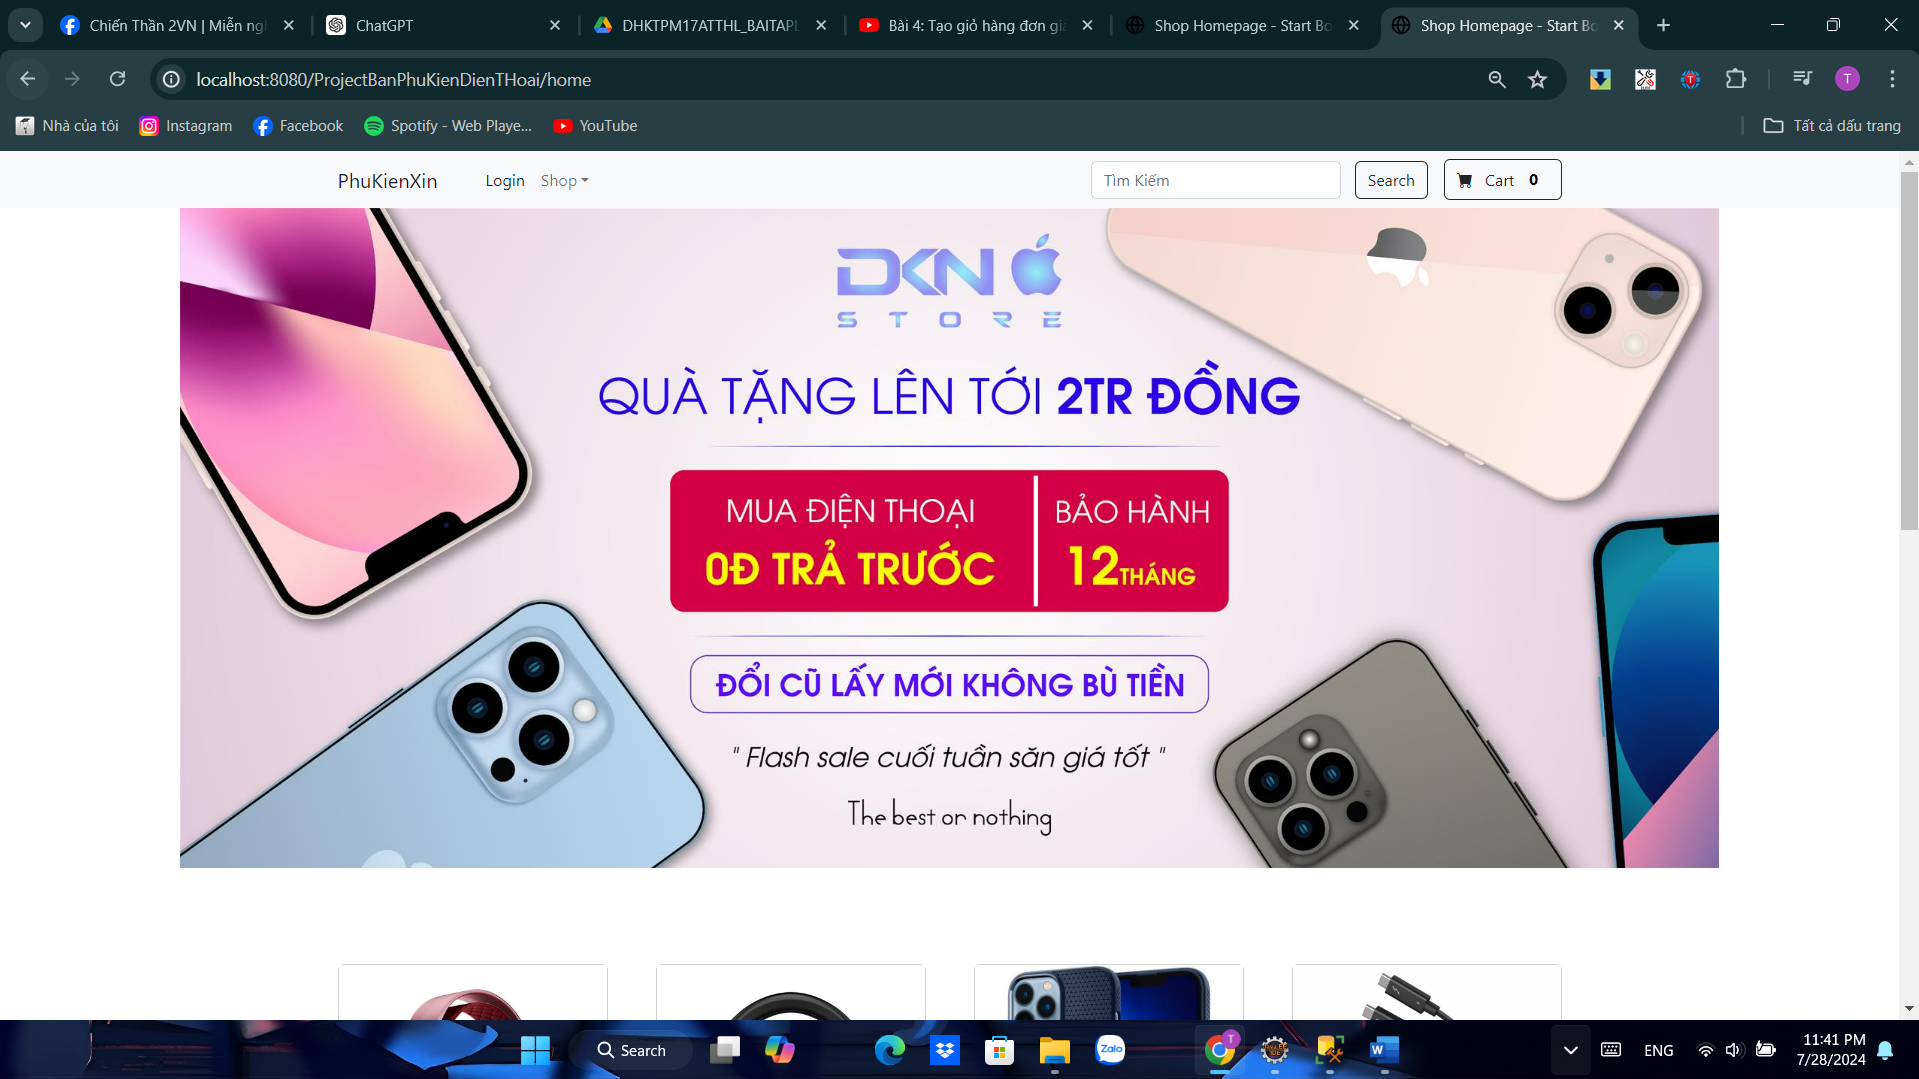 Chiến Thần 2VN | Miễn ngh
ChatGPT
DHKTPM17ATTHL_BAITAPL
Bài 4: Tạo giỏ hàng đơn giả
Shop Homepage - Start Bo
Shop Homepage - Start Bo
localhost:8080/ProjectBanPhuKienDienTHoai/home
T
Nhà của tôi
Instagram
Facebook
Spotify - Web Playe...
YouTube
Tất cả dấu trang
PhuKienXin
Login
Shop
Tìm Kiếm
Search
Cart 0
DKN
STORE
QUÀ TẶNG LÊN TỚI 2TR ĐỒNG
MUA ĐIỆN THOẠI
0Đ TRẢ TRƯỚC
BẢO HÀNH
12THÁNG
ĐỔI CŨ LẤY MỚI KHÔNG BÙ TIỀN
" Flash sale cuối tuần săn giá tốt "
The best or nothing
Search
Zalo
T
W
ENG
11:41 PM
7/28/2024